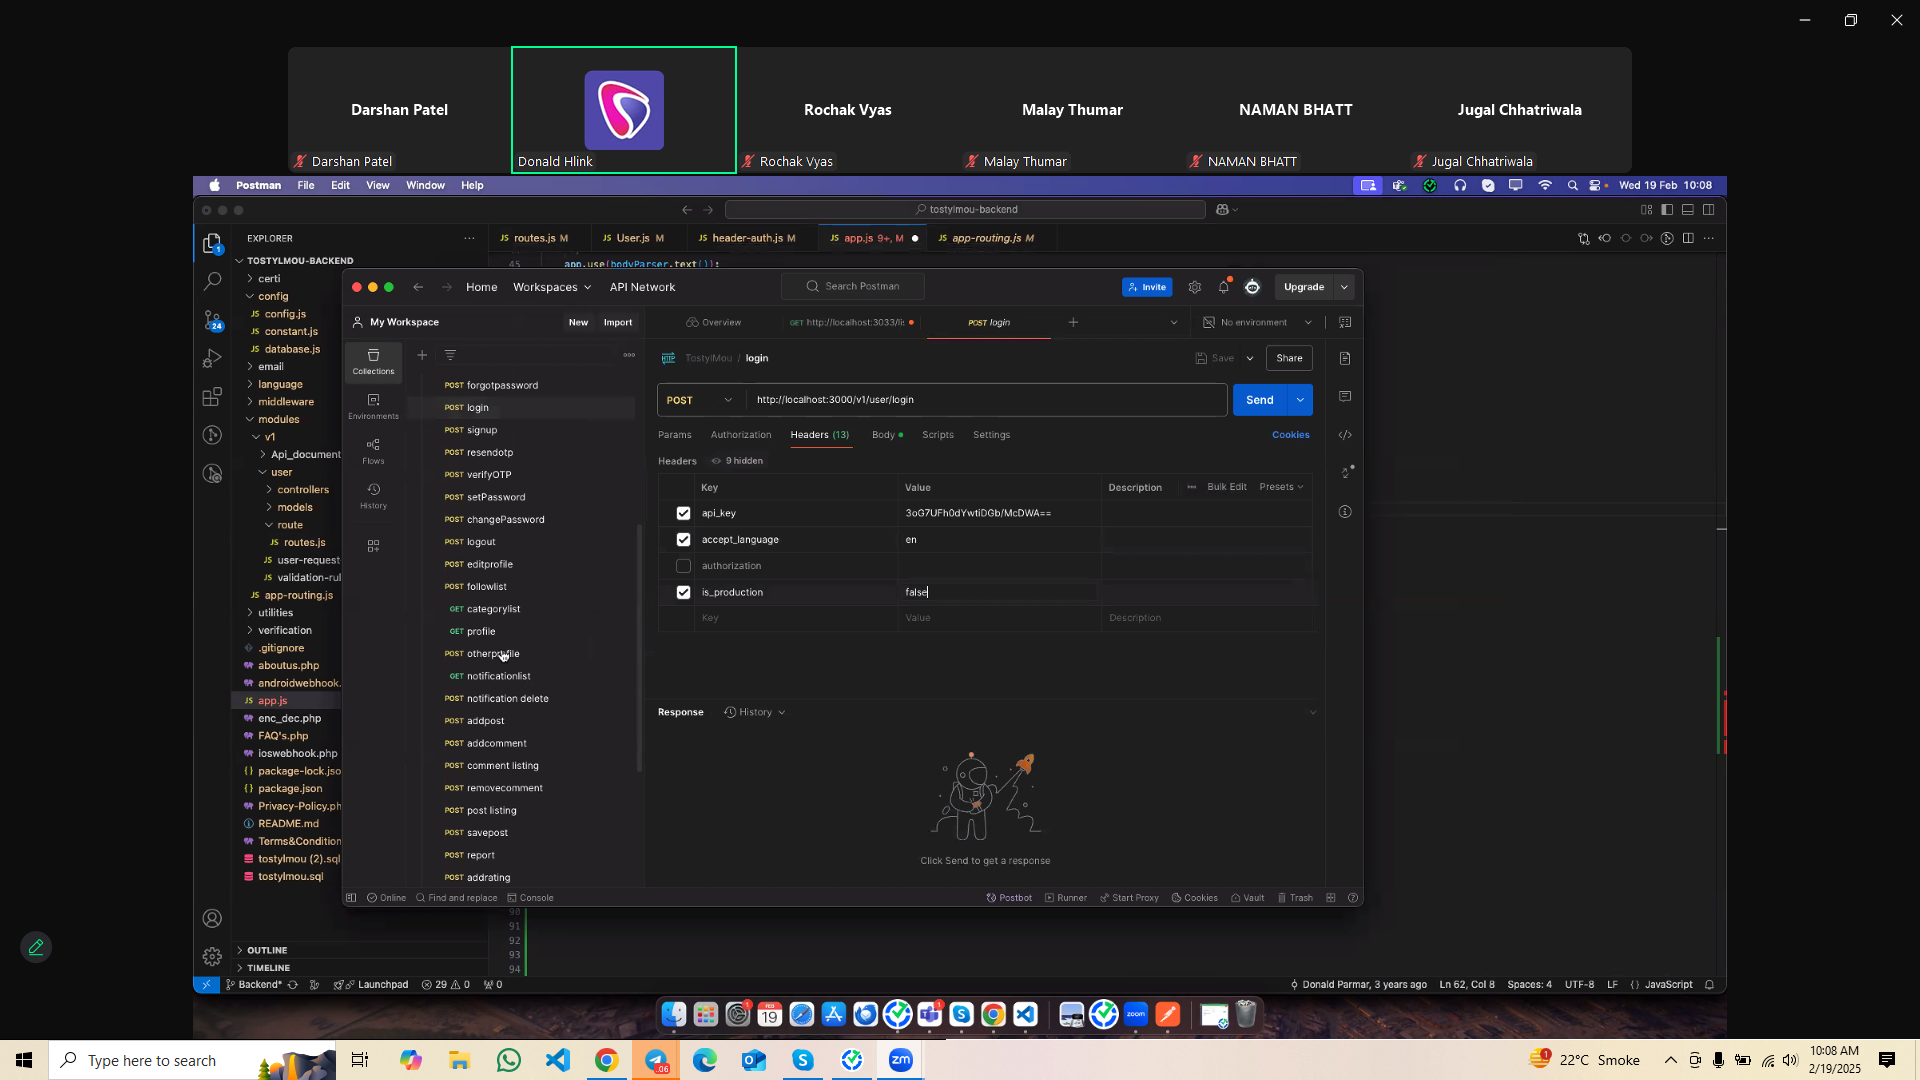 Darshan Patel
Rochak Vyas
Malay Thumar
NAMAN BHATT
Jugal Chhatriwala
Darshan Patel
Donald Hlink
Rochak Vyas
Malay Thumar
NAMAN BHATT
Jugal Chhatriwala
Postman File Edit View Window Help
Wed 19 Feb 10:08
tostylmou-backend
EXPLORER
routes.js M
User.js M
header-auth.js M
app.js 9+, M
app-routing.js M
45 app.use(bodyParser.text());
TOSTYLMOU-BACKEND
certi
config
config.js
constant.js
database.js
email
language
middleware
modules
v1
Api_document
user
controllers
models
route
routes.js
user-request
validation-rul
app-routing.js
utilities
verification
.gitignore
aboutus.php
androidwebhook.
app.js
enc_dec.php
FAQ's.php
ioswebhook.php
package-lock.jso
package.json
Privacy-Policy.ph
README.md
Terms&Condition
tostylmou (2).sql
tostylmou.sql
OUTLINE
TIMELINE
Home
Workspaces
API Network
Search Postman
Invite
Upgrade
My Workspace
New
Import
Overview
GET http://localhost:3033/lis
POST login
No environment
Collections
Environments
Flows
History
POST forgotpassword
POST login
POST signup
POST resendotp
POST verifyOTP
POST setPassword
POST changePassword
POST logout
POST editprofile
POST followlist
GET categorylist
GET profile
POST otherprofile
GET notificationlist
POST notification delete
POST addpost
POST addcomment
POST comment listing
POST removecomment
POST post listing
POST savepost
POST report
POST addrating
TostylMou / login
Save
Share
POST
http://localhost:3000/v1/user/login
Send
Params
Authorization
Headers (13)
Body
Scripts
Settings
Cookies
Headers
9 hidden
Key Value Description
Bulk Edit
Presets
api_key 3oG7UFh0dYwtiDGb/McDWA==
accept_language en
authorization
is_production false
Key Value Description
Response
History
Click Send to get a response
Online
Find and replace
Console
Postbot
Runner
Start Proxy
Cookies
Vault
Trash
90
91
92
93
94
Backend*
Launchpad
29 0
0
Donald Parmar, 3 years ago
Ln 62, Col 8
Spaces: 4
UTF-8
LF
JavaScript
Type here to search
22°C Smoke
10:08 AM
2/19/2025